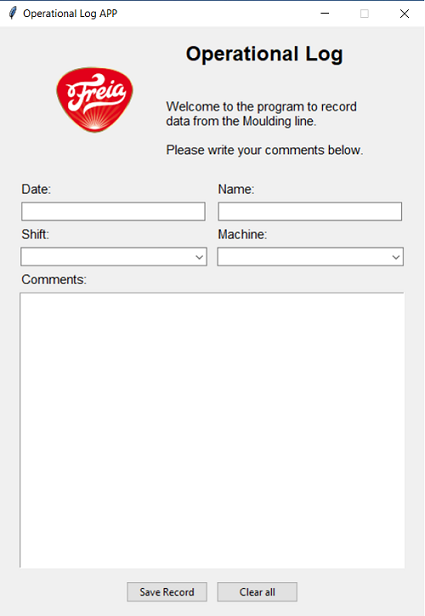 Operational Log APP
Operational Log
Freia
Welcome to the program to record
data from the Moulding line.
Please write your comments below.
Date:
Name:
Shift:
Machine:
Comments:
Save Record
Clear all